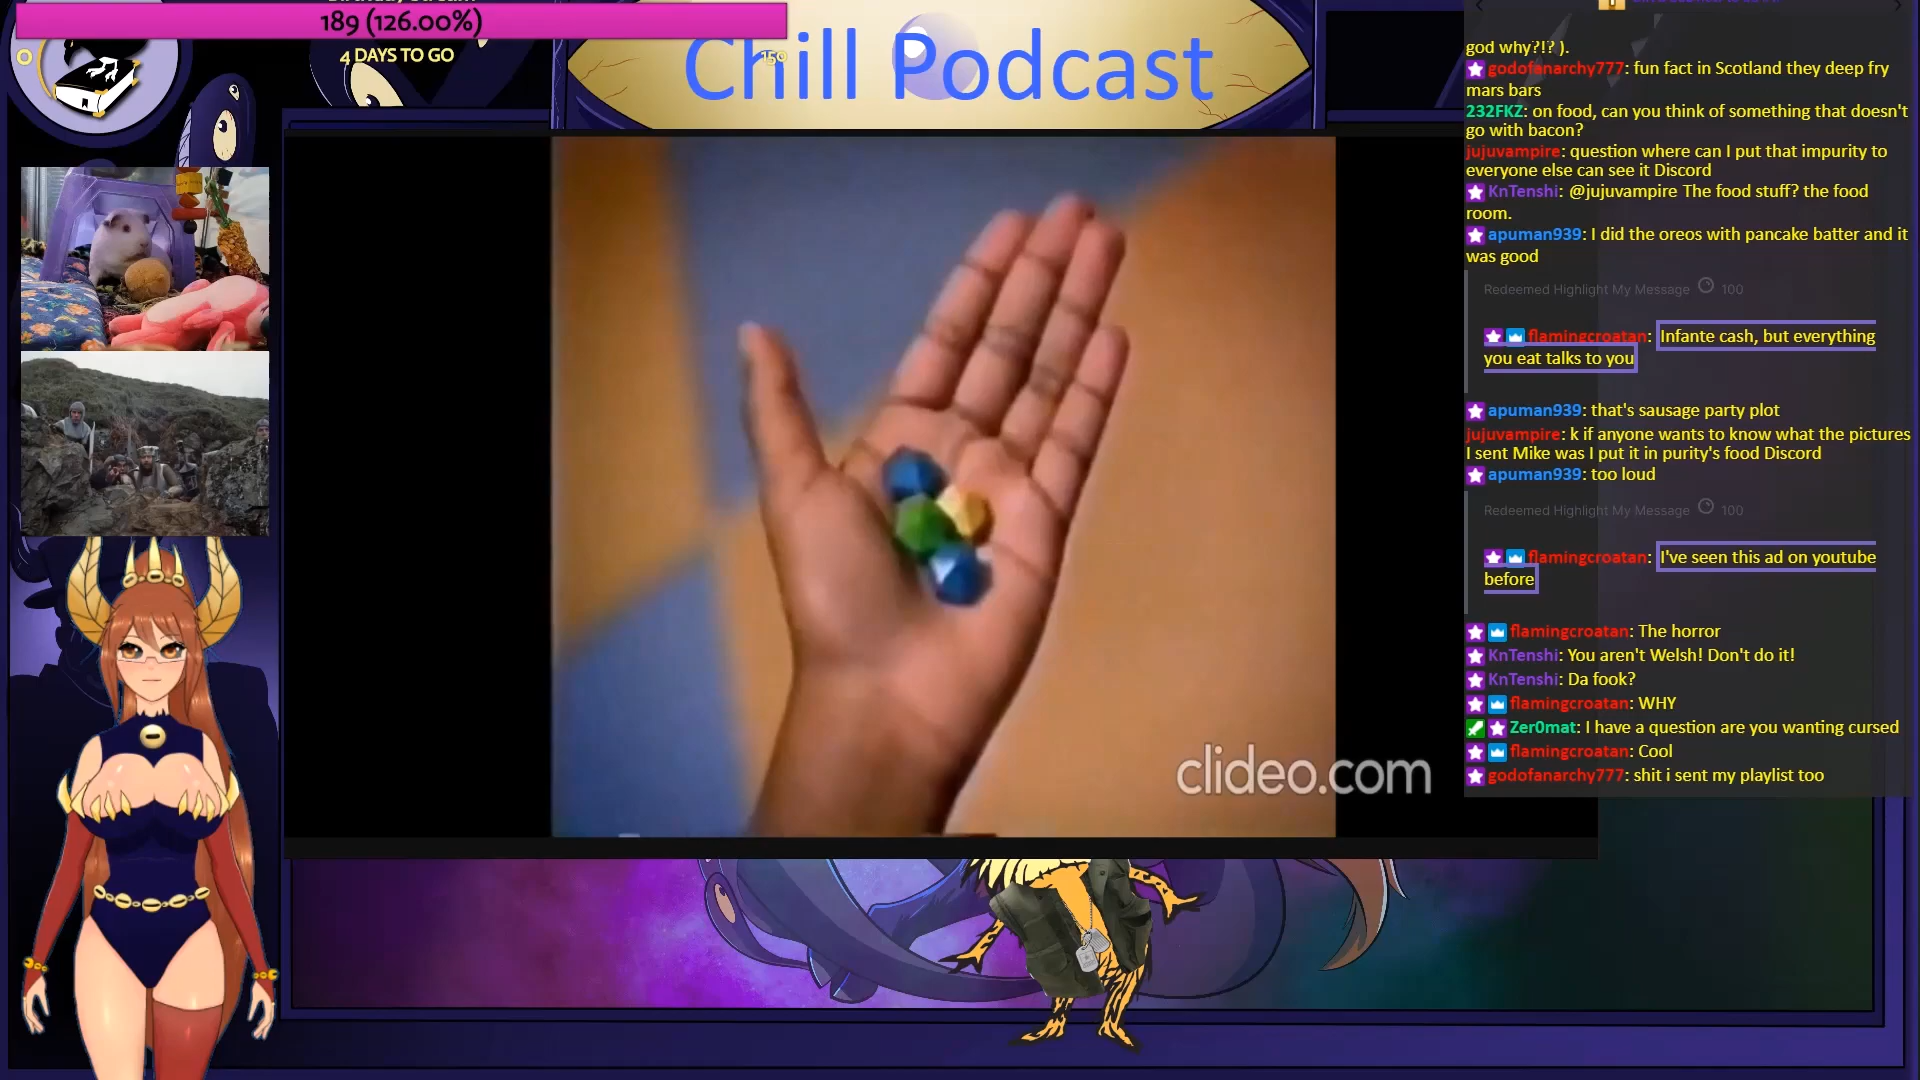 189 (126.00%)
4 DAYS TO GO
150
Chill Podcast
clideo.com
god why?!? ).
godofanarchy777: fun fact in Scotland they deep fry
mars bars
232FKZ: on food, can you think of something that doesn't
go with bacon?
jujuvampire: question where can I put that impurity to
everyone else can see it Discord
KnTenshi: @jujuvampire The food stuff? the food
room.
apuman939: I did the oreos with pancake batter and it
was good
Redeemed Highlight My Message 100
flamingcroatan: Infante cash, but everything
you eat talks to you
apuman939: that's sausage party plot
jujuvampire: k if anyone wants to know what the pictures
I sent Mike was I put it in purity's food Discord
apuman939: too loud
Redeemed Highlight My Message 100
flamingcroatan: I've seen this ad on youtube
before
flamingcroatan: The horror
KnTenshi: You aren't Welsh! Don't do it!
KnTenshi: Da fook?
flamingcroatan: WHY
Zer0mat: I have a question are you wanting cursed
flamingcroatan: Cool
godofanarchy777: shit i sent my playlist too